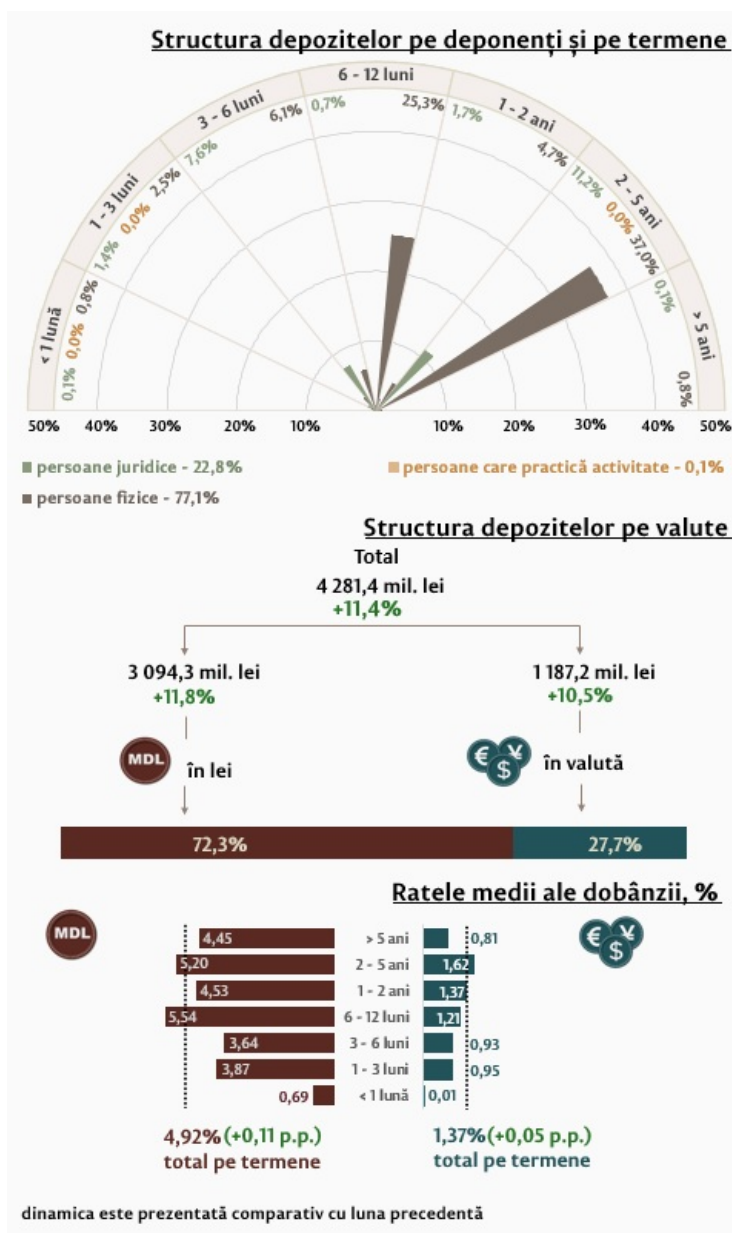 Structura depozitelor pe deponenți și pe termene
6 - 12 luni
3 - 6 luni
1 - 2 ani
1 - 3 luni
2 - 5 ani
< 1 lună
> 5 ani
0,1%
0,0%
0,8%
1,4%
0,0%
2,5%
7,6%
6,1%
0,7%
25,3%
1,7%
4,7%
11,2%
0,0%
37,0%
0,1%
0,8%
50% 40% 30% 20% 10% 10% 20% 30% 40% 50%
persoane juridice - 22,8%
persoane care practică activitate - 0,1%
persoane fizice - 77,1%
Structura depozitelor pe valute
Total
4 281,4 mil. lei
+11,4%
3 094,3 mil. lei
+11,8%
1 187,2 mil. lei
+10,5%
MDL
în lei
€ ¥ $
în valută
72,3%
27,7%
Ratele medii ale dobânzii, %
MDL
€ ¥ $
4,45 > 5 ani 0,81
5,20 2 - 5 ani 1,62
4,53 1 - 2 ani 1,37
5,54 6 - 12 luni 1,21
3,64 3 - 6 luni 0,93
3,87 1 - 3 luni 0,95
0,69 < 1 lună 0,01
4,92% (+0,11 p.p.)
total pe termene
1,37% (+0,05 p.p.)
total pe termene
dinamica este prezentată comparativ cu luna precedentă